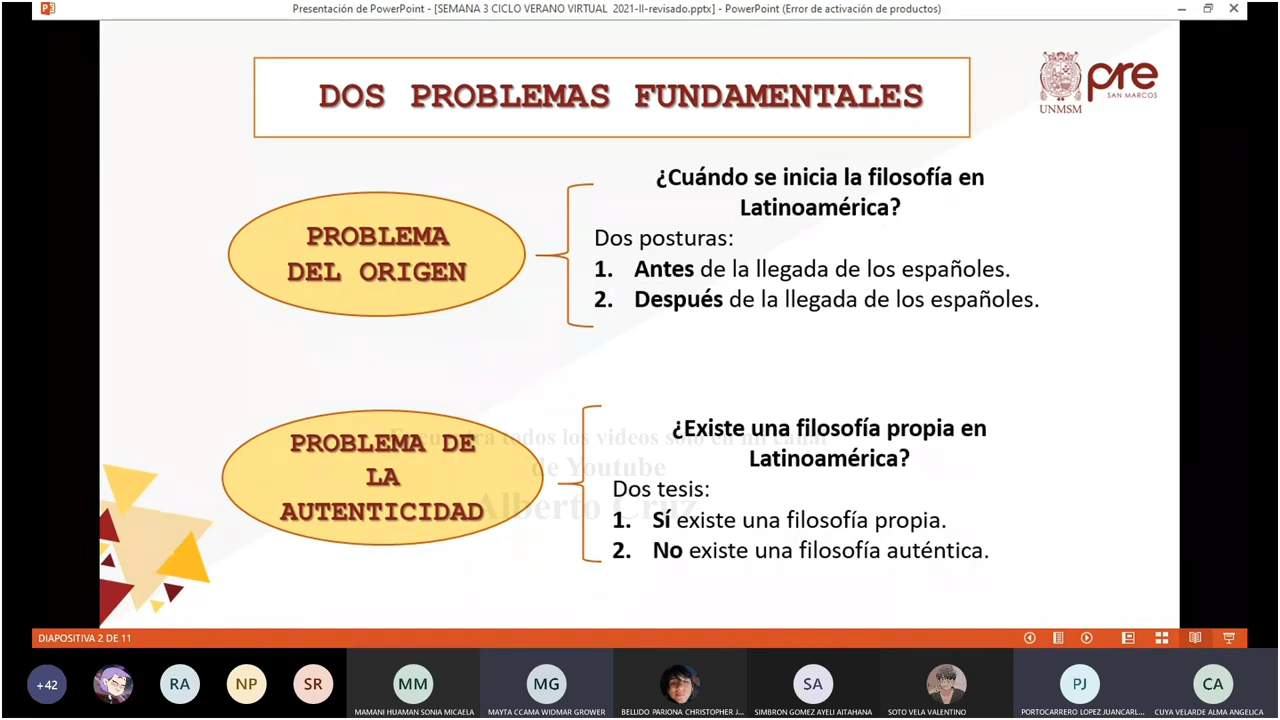 Presentación de PowerPoint - [SEMANA 3 CICLO VERANO VIRTUAL 2021-II-revisado.pptx] - PowerPoint (Error de activación de productos)
DOS PROBLEMAS FUNDAMENTALES
UNMSM
pre
SAN MARCOS
PROBLEMA
DEL ORIGEN
¿Cuándo se inicia la filosofía en
Latinoamérica?
Dos posturas:
1. Antes de la llegada de los españoles.
2. Después de la llegada de los españoles.
PROBLEMA DE
LA
AUTENTICIDAD
¿Existe una filosofía propia en
Latinoamérica?
Dos tesis:
1. Sí existe una filosofía propia.
2. No existe una filosofía auténtica.
Encuentra todos los videos solo en mi canal
de Youtube
Alberto Cruz
DIAPOSITIVA 2 DE 11
+42
RA
NP
SR
MM
MAMANI HUAMAN SONIA MICAELA
MG
MAYTA CCAMA WIDMAR GROWER
BELLIDO PARIONA CHRISTOPHER J...
SA
SIMBRON GOMEZ AYELI AITAHANA
SOTO VELA VALENTINO
PJ
PORTOCARRERO LOPEZ JUANCARL...
CA
CUYA VELARDE ALMA ANGELICA